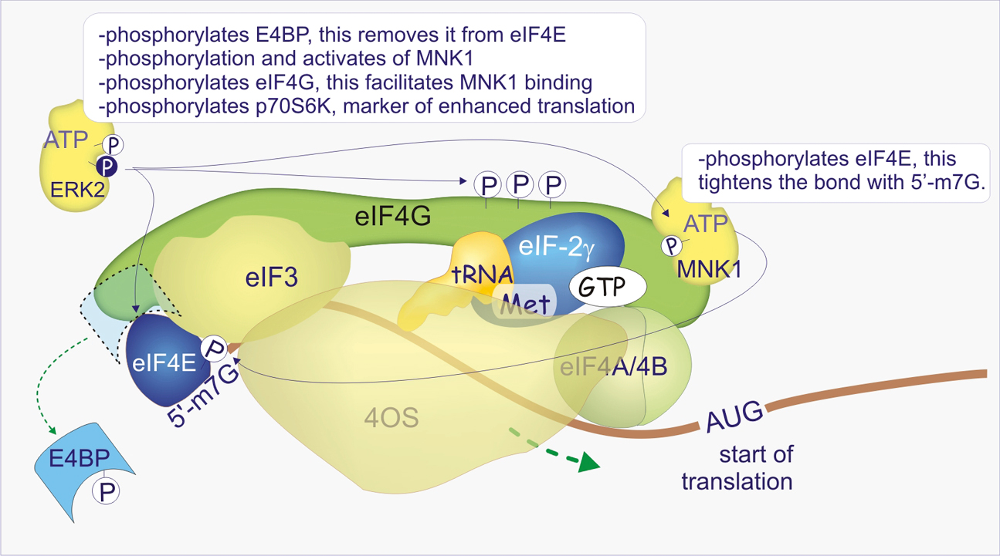 -phosphorylates E4BP, this removes it from eIF4E
-phosphorylation and activates of MNK1
-phosphorylates eIF4G, this facilitates MNK1 binding
-phosphorylates p70S6K, marker of enhanced translation
ATP
P
P
ERK2
-phosphorylates eIF4E, this
tightens the bond with 5’-m7G.
P P P
eIF4G
ATP
P
MNK1
eIF-2γ
eIF3
tRNA
GTP
Met
eIF4E
P
5'-m7G
eIF4A/4B
4OS
AUG
start of
translation
E4BP
P